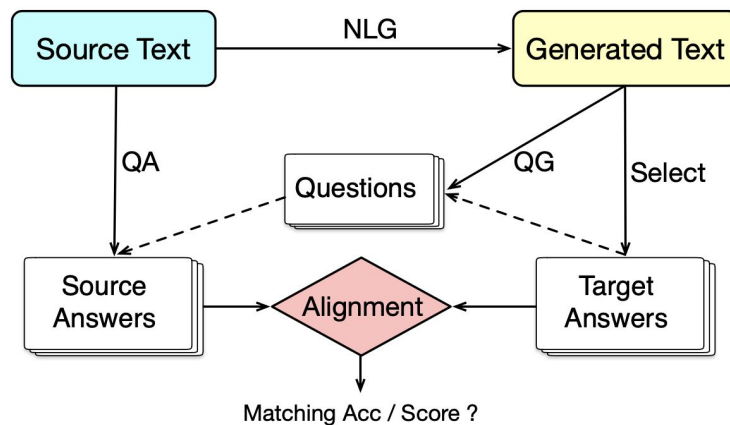 NLG
Source Text
Generated Text
QA
QG
Select
Questions
Source
Answers
Alignment
Target
Answers
Matching Acc / Score ?